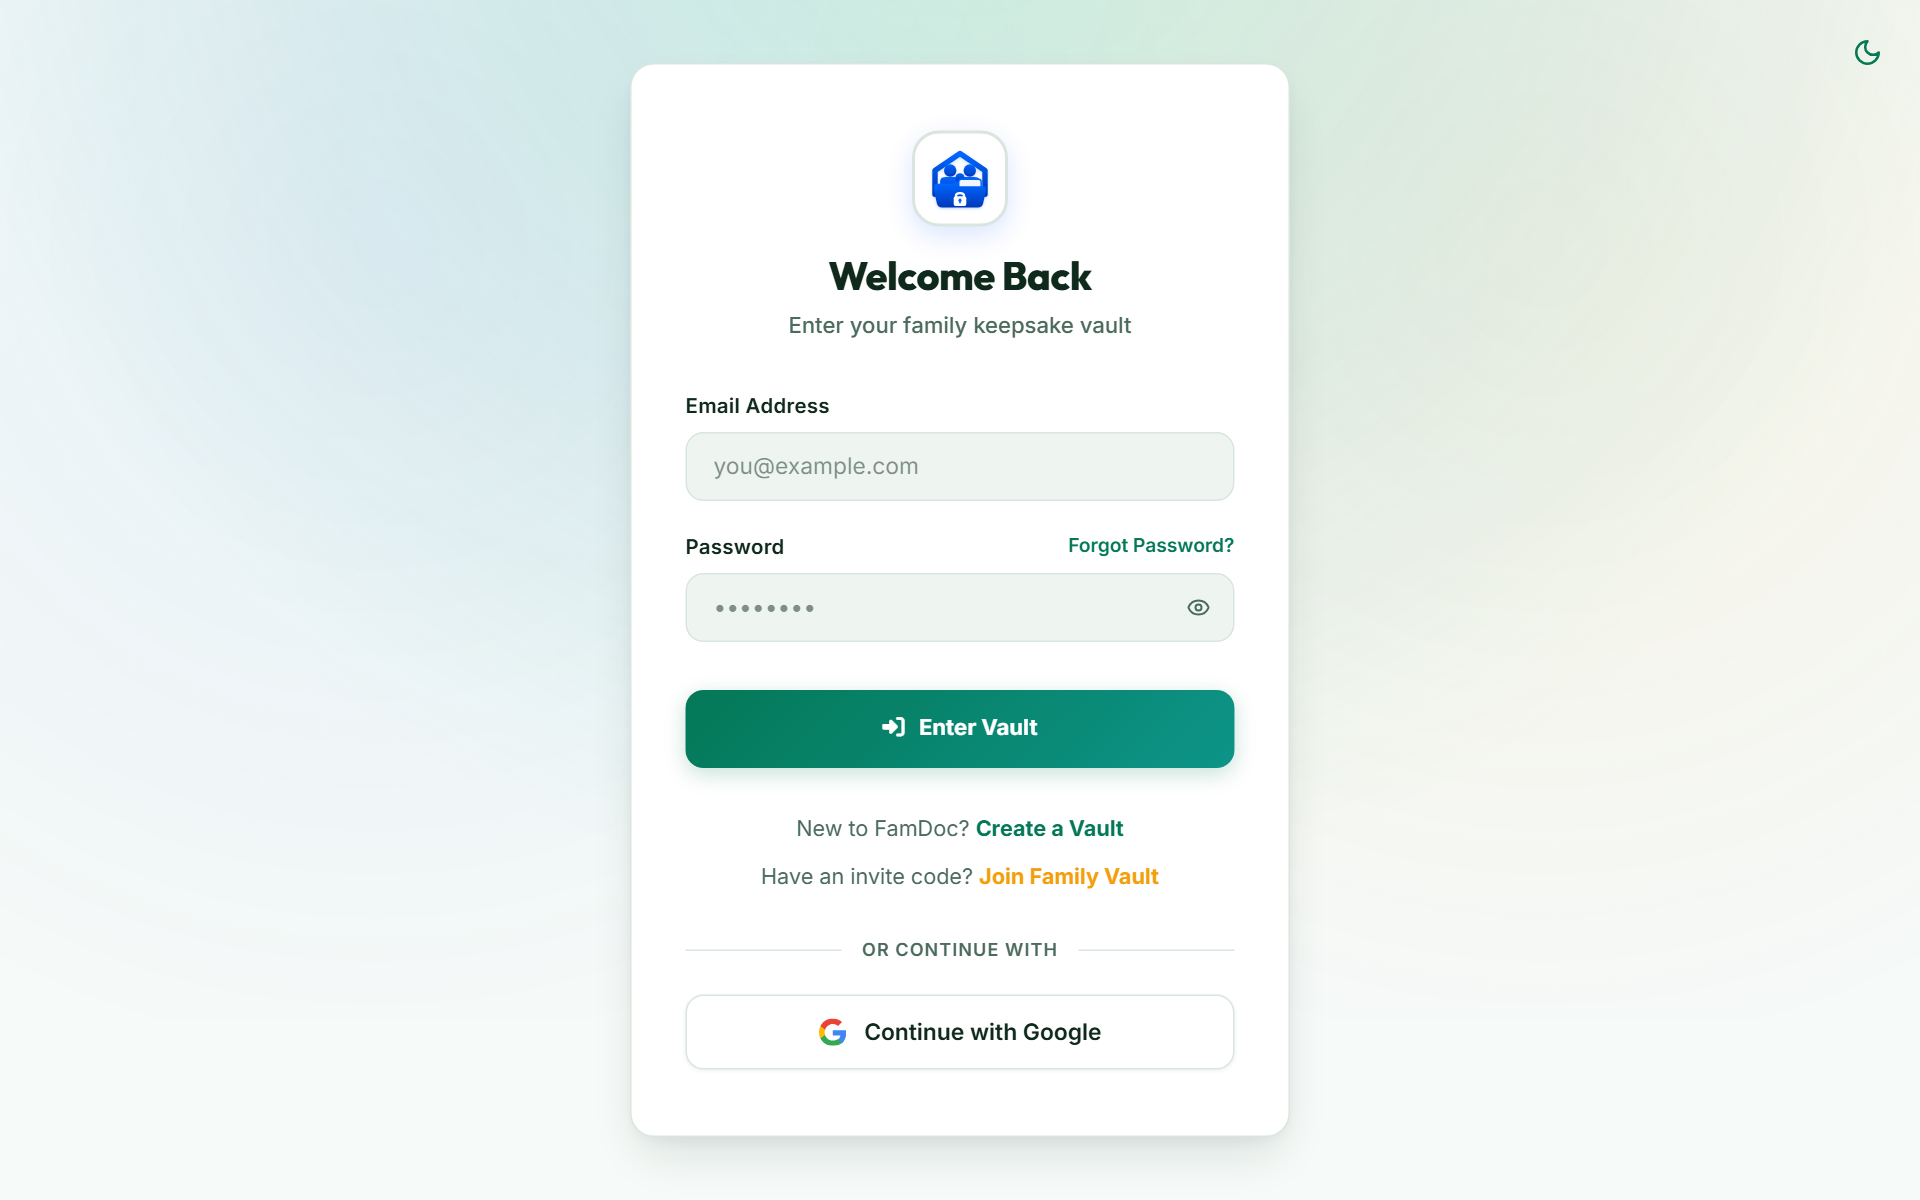 Welcome Back
Enter your family keepsake vault
Email Address
you@example.com
Password Forgot Password?
••••••••
Enter Vault
New to FamDoc? Create a Vault
Have an invite code? Join Family Vault
OR CONTINUE WITH
Continue with Google